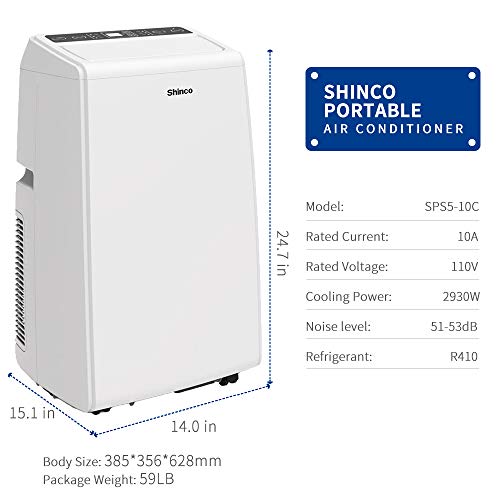 Shinco
SHINCO
PORTABLE
AIR CONDITIONER
Model: SPS5-10C
Rated Current: 10A
Rated Voltage: 110V
Cooling Power: 2930W
Noise level: 51-53dB
Refrigerant: R410
24.7 in
15.1 in
14.0 in
Body Size: 385*356*628mm
Package Weight: 59LB